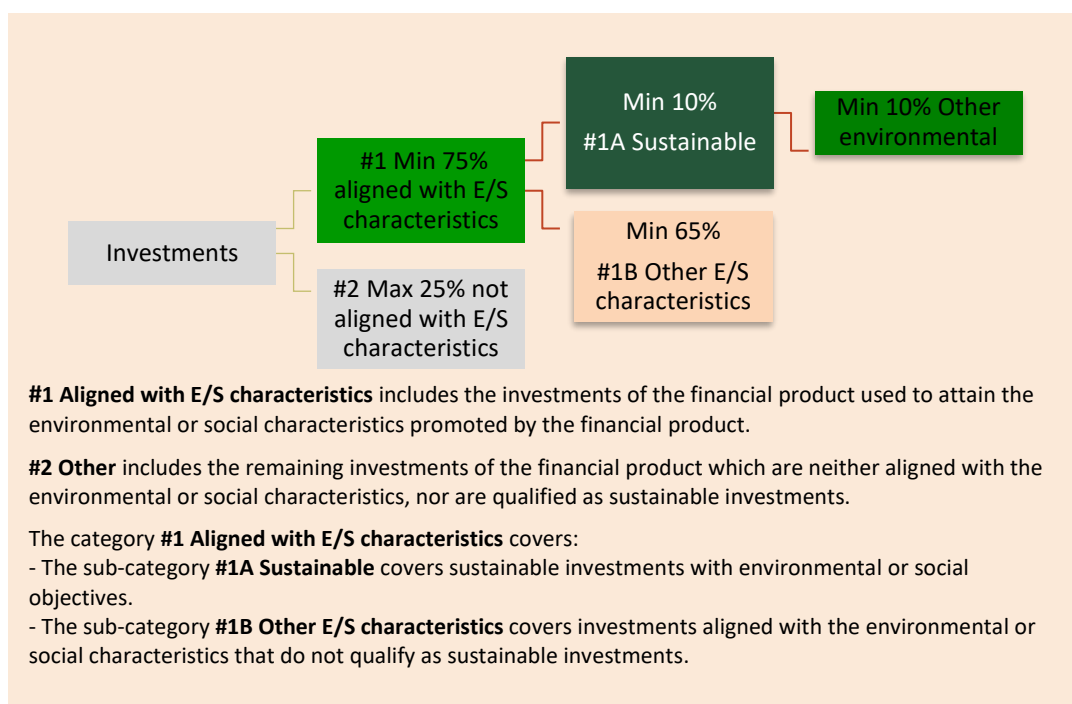 Investments
#1 Min 75%
aligned with E/S
characteristics
#2 Max 25% not
aligned with E/S
characteristics
Min 10%
#1A Sustainable
Min 65%
#1B Other E/S
characteristics
Min 10% Other
environmental
#1 Aligned with E/S characteristics includes the investments of the financial product used to attain the
environmental or social characteristics promoted by the financial product.
#2 Other includes the remaining investments of the financial product which are neither aligned with the
environmental or social characteristics, nor are qualified as sustainable investments.
The category #1 Aligned with E/S characteristics covers:
- The sub-category #1A Sustainable covers sustainable investments with environmental or social
objectives.
- The sub-category #1B Other E/S characteristics covers investments aligned with the environmental or
social characteristics that do not qualify as sustainable investments.